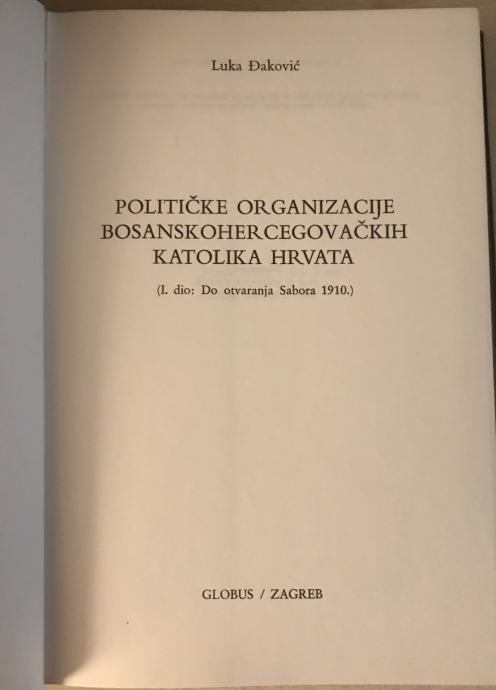 Luka Đaković
POLITIČKE ORGANIZACIJE
BOSANSKOHERCEGOVAČKIH
KATOLIKA HRVATA
(I. dio: Do otvaranja Sabora 1910.)
GLOBUS / ZAGREB